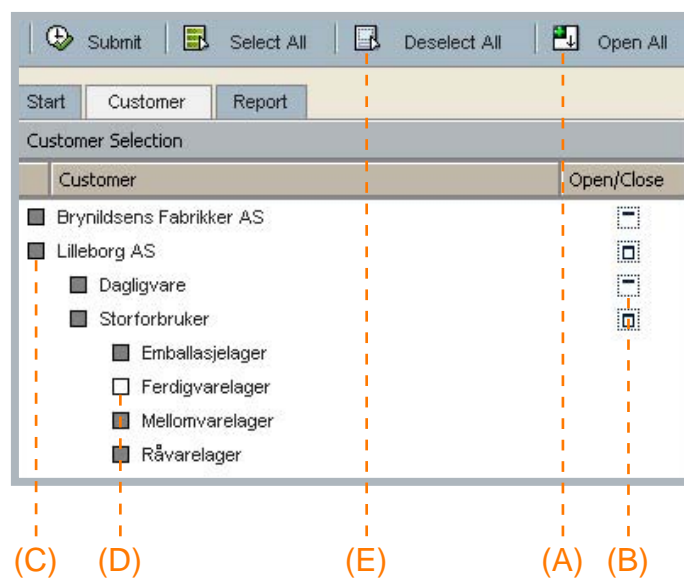 Submit Select All Deselect All Open All
Start Customer Report
Customer Selection
Customer Open/Close
Brynildsens Fabrikker AS
Lilleborg AS
Dagligvare
Storforbruker
Emballasjelager
Ferdigvarelager
Mellomvarelager
Råvarelager
(C) (D) (E) (A) (B)